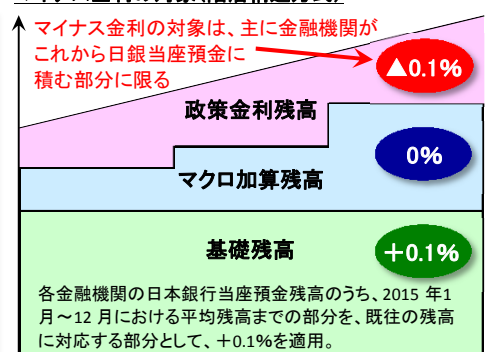 マイナス金利の対象は、主に金融機関が
これから日銀当座預金に
積む部分に限る
▲0.1%
政策金利残高
0%
マクロ加算残高
基礎残高
＋0.1%
各金融機関の日本銀行当座預金残高のうち、2015 年1
月～12 月における平均残高までの部分を、既往の残高
に対応する部分として、＋0.1％を適用。